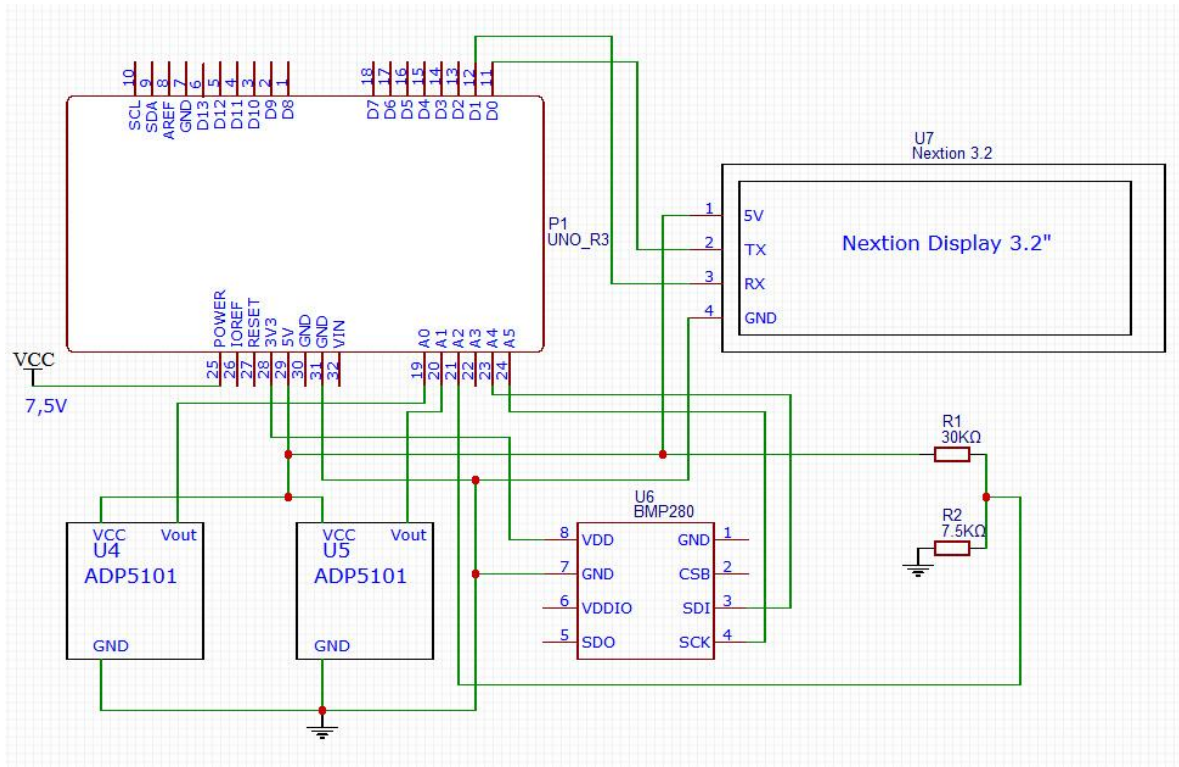 10 9 8 7 6 5 4 3 2 1
SCL SDA AREF GND D13 D12 D11 D10 D9 D8
18 17 16 15 14 13 12 11
D7 D6 D5 D4 D3 D2 D1 D0
P1
UNO_R3
POWER IOREF RESET 3V3 5V GND GND VIN
25 26 27 28 29 30 31 32
A0 A1 A2 A3 A4 A5
19 20 21 22 23 24
VCC
7,5V
U7
Nextion 3.2
1 5V
2 TX
3 RX
4 GND
Nextion Display 3.2"
R1
30KΩ
R2
7.5KΩ
VCC Vout
U4
ADP5101
GND
VCC Vout
U5
ADP5101
GND
U6
BMP280
8 VDD GND 1
7 GND CSB 2
6 VDDIO SDI 3
5 SDO SCK 4